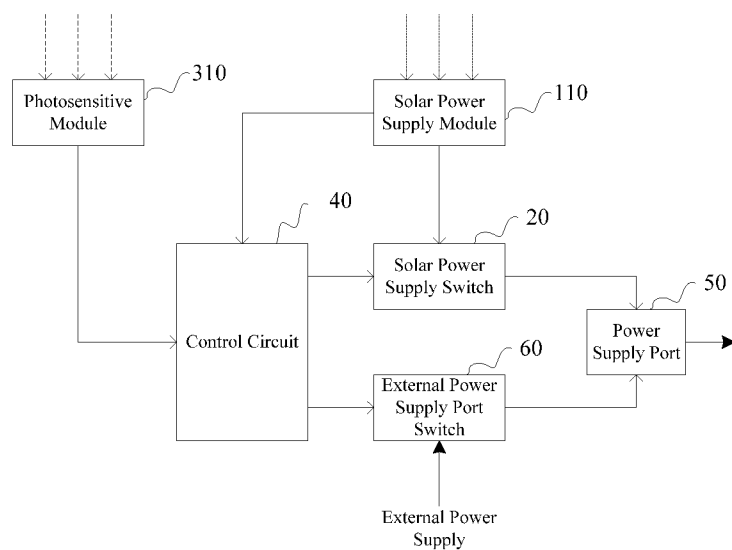 310
Photosensitive
Module
Solar Power
Supply Module
110
40
20
Solar Power
Supply Switch
50
Control Circuit
Power
Supply Port
60
External Power
Supply Port
Switch
External Power
Supply